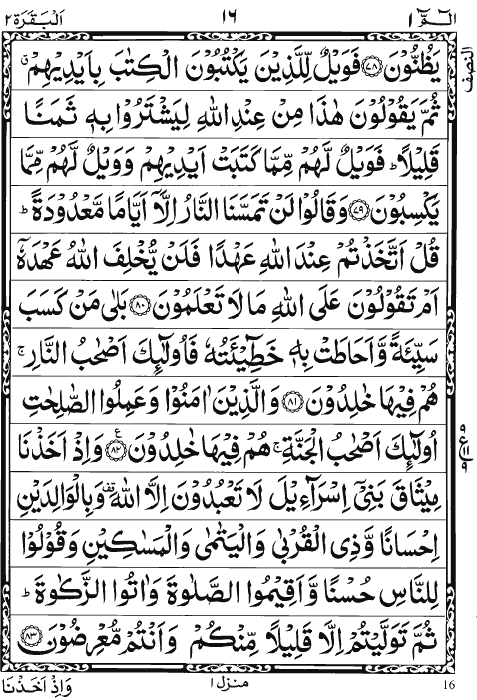 الٓمّٓ ١ ١٦ اَلْبَقَرَة ٢
النصف
يَظُنُّوْنَ ﴿٧٨﴾ فَوَيْلٌ لِّلَّذِيْنَ يَكْتُبُوْنَ الْكِتٰبَ بِاَيْدِيْهِمْ ۗ
ثُمَّ يَقُوْلُوْنَ هٰذَا مِنْ عِنْدِ اللّٰهِ لِيَشْتَرُوْا بِهٖ ثَمَنًا
قَلِيْلًا ؕ فَوَيْلٌ لَّهُمْ مِّمَّا كَتَبَتْ اَيْدِيْهِمْ وَوَيْلٌ لَّهُمْ مِّمَّا
يَكْسِبُوْنَ ﴿٧٩﴾ وَقَالُوْا لَنْ تَمَسَّنَا النَّارُ اِلَّاۤ اَيَّامًا مَّعْدُوْدَةً ؕ
قُلْ اَتَّخَذْتُمْ عِنْدَ اللّٰهِ عَهْدًا فَلَنْ يُّخْلِفَ اللّٰهُ عَهْدَهٗۤ
اَمْ تَقُوْلُوْنَ عَلَى اللّٰهِ مَا لَا تَعْلَمُوْنَ ﴿٨٠﴾ بَلٰى مَنْ كَسَبَ
سَيِّئَةً وَّاَحَاطَتْ بِهٖ خَطِيْٓئَتُهٗ فَاُولٰٓئِكَ اَصْحٰبُ النَّارِ ۚ
هُمْ فِيْهَا خٰلِدُوْنَ ﴿٨١﴾ وَالَّذِيْنَ اٰمَنُوْا وَعَمِلُوا الصّٰلِحٰتِ
اُولٰٓئِكَ اَصْحٰبُ الْجَنَّةِ ۚ هُمْ فِيْهَا خٰلِدُوْنَ ﴿٨٢﴾ ع وَاِذْ اَخَذْنَا
مِيْثَاقَ بَنِيْٓ اِسْرَآءِيْلَ لَا تَعْبُدُوْنَ اِلَّا اللّٰهَ وَبِالْوَالِدَيْنِ
اِحْسَانًا وَّذِى الْقُرْبٰى وَالْيَتٰمٰى وَالْمَسٰكِيْنِ وَقُوْلُوْا
لِلنَّاسِ حُسْنًا وَّاَقِيْمُوا الصَّلٰوةَ وَاٰتُوا الزَّكٰوةَ ؕ
ثُمَّ تَوَلَّيْتُمْ اِلَّا قَلِيْلًا مِّنْكُمْ وَاَنْتُمْ مُّعْرِضُوْنَ ﴿٨٣﴾
وَاِذْ اَخَذْنَا منزل ١ 16